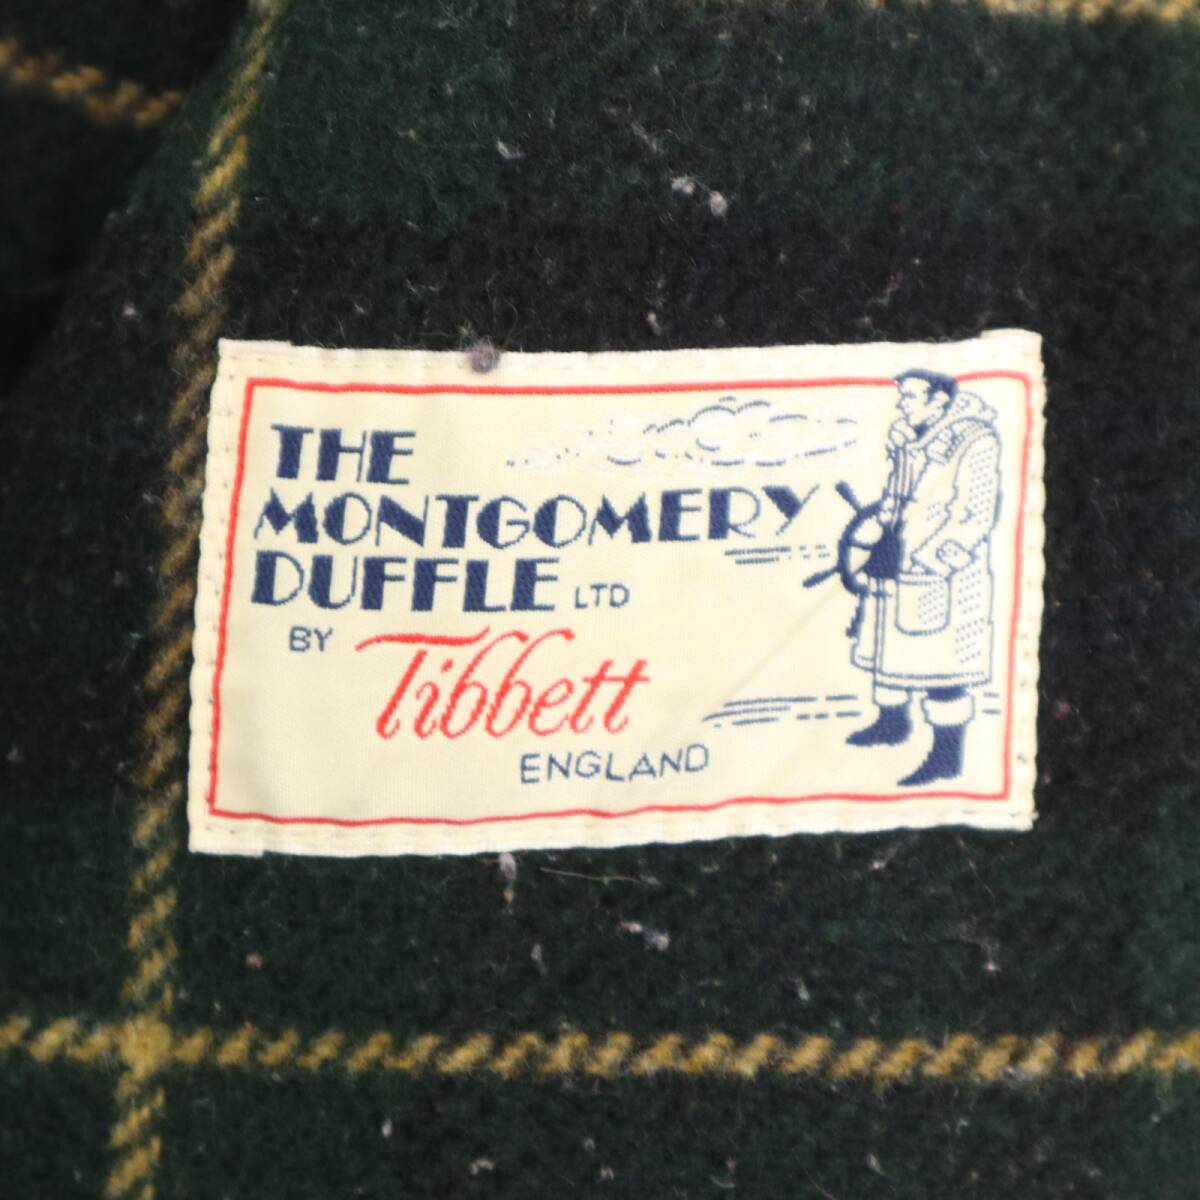 THE
MONTGOMERY
DUFFLE LTD
BY Tibbett
ENGLAND